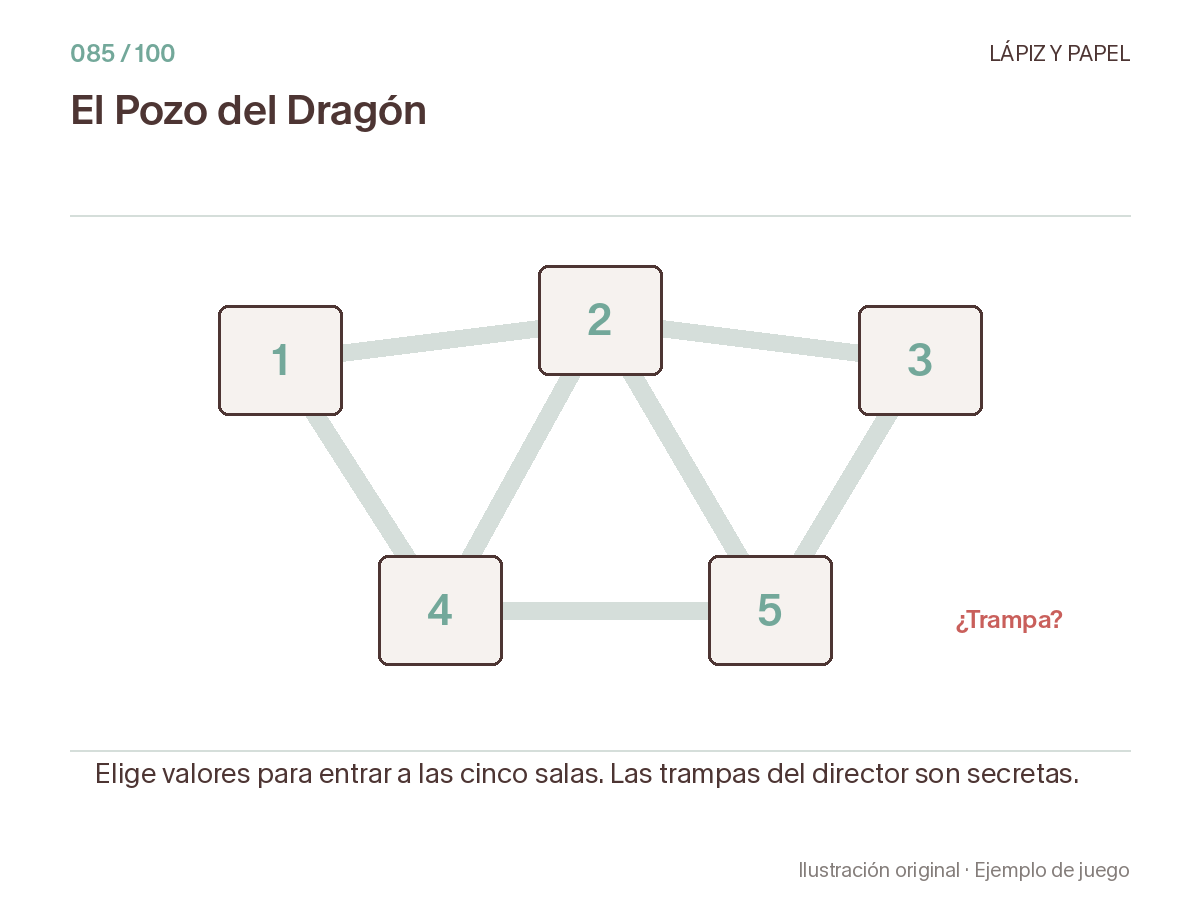 085 / 100
LÁPIZ Y PAPEL
El Pozo del Dragón
1
2
3
4
5
¿Trampa?
Elige valores para entrar a las cinco salas. Las trampas del director son secretas.
Ilustración original · Ejemplo de juego